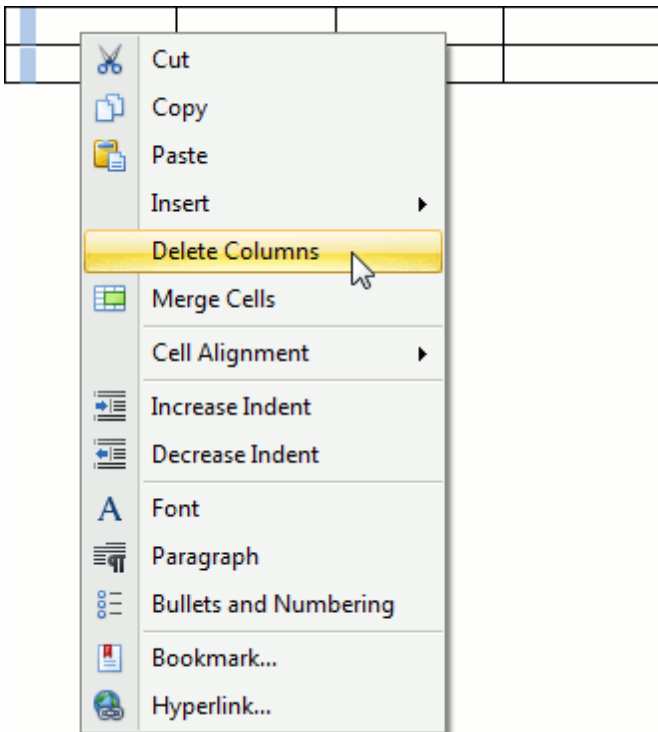 Cut
Copy
Paste
Insert
Delete Columns
Merge Cells
Cell Alignment
Increase Indent
Decrease Indent
Font
Paragraph
Bullets and Numbering
Bookmark...
Hyperlink...